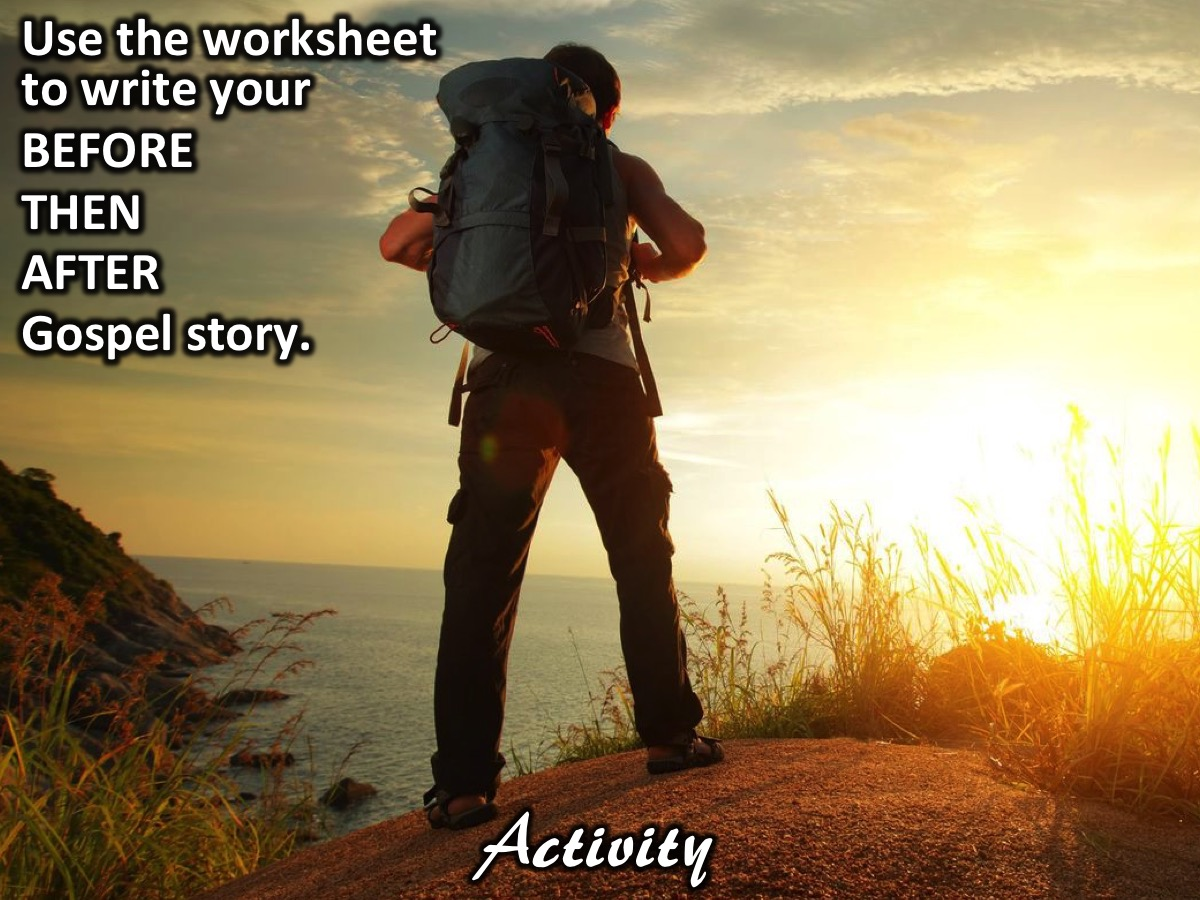 Use the worksheet
to write your
BEFORE
THEN
AFTER
Gospel story.
Activity